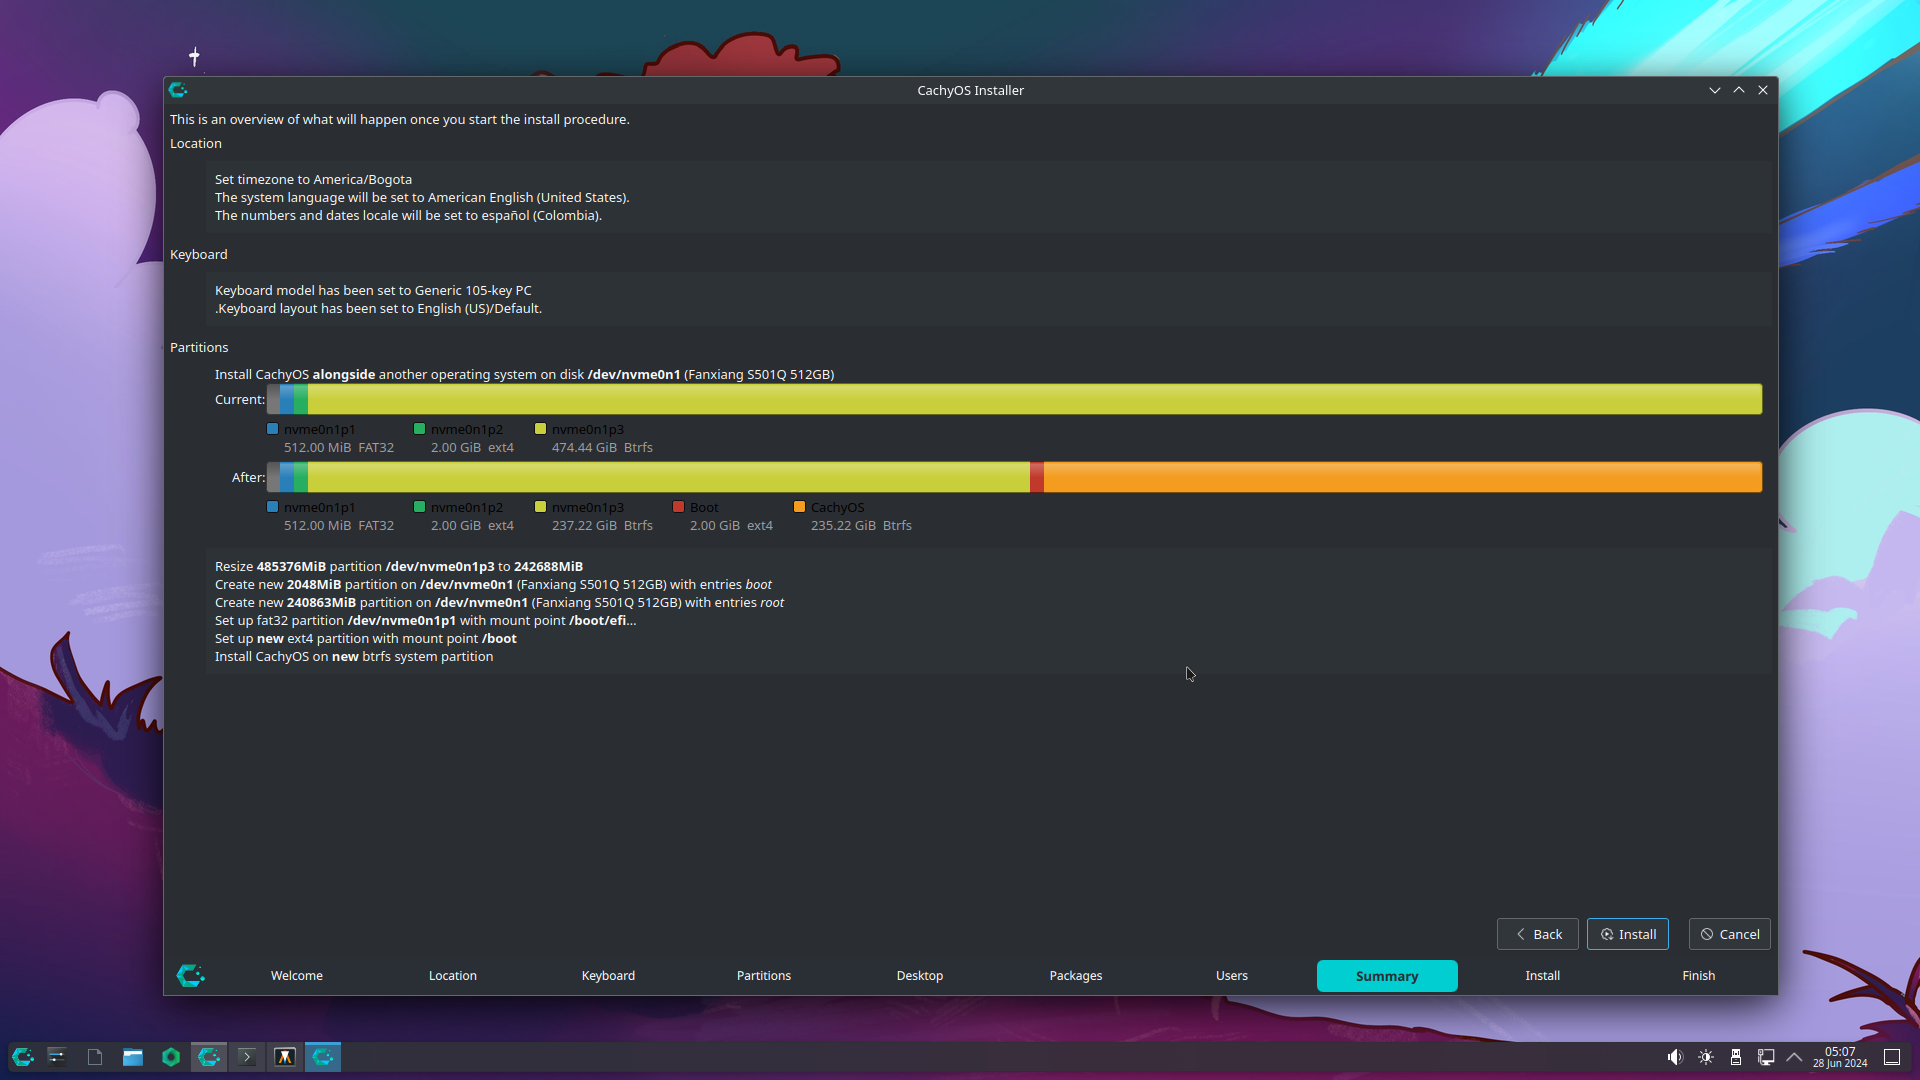 CachyOS Installer
This is an overview of what will happen once you start the install procedure.
Location
Set timezone to America/Bogota
The system language will be set to American English (United States).
The numbers and dates locale will be set to español (Colombia).
Keyboard
Keyboard model has been set to Generic 105-key PC
.Keyboard layout has been set to English (US)/Default.
Partitions
Install CachyOS alongside another operating system on disk /dev/nvme0n1 (Fanxiang S501Q 512GB)
Current:
nvme0n1p1 nvme0n1p2 nvme0n1p3
512.00 MiB FAT32 2.00 GiB ext4 474.44 GiB Btrfs
After:
nvme0n1p1 nvme0n1p2 nvme0n1p3 Boot CachyOS
512.00 MiB FAT32 2.00 GiB ext4 237.22 GiB Btrfs 2.00 GiB ext4 235.22 GiB Btrfs
Resize 485376MiB partition /dev/nvme0n1p3 to 242688MiB
Create new 2048MiB partition on /dev/nvme0n1 (Fanxiang S501Q 512GB) with entries boot
Create new 240863MiB partition on /dev/nvme0n1 (Fanxiang S501Q 512GB) with entries root
Set up fat32 partition /dev/nvme0n1p1 with mount point /boot/efi...
Set up new ext4 partition with mount point /boot
Install CachyOS on new btrfs system partition
Back Install Cancel
Welcome Location Keyboard Partitions Desktop Packages Users Summary Install Finish
05:07
28 Jun 2024